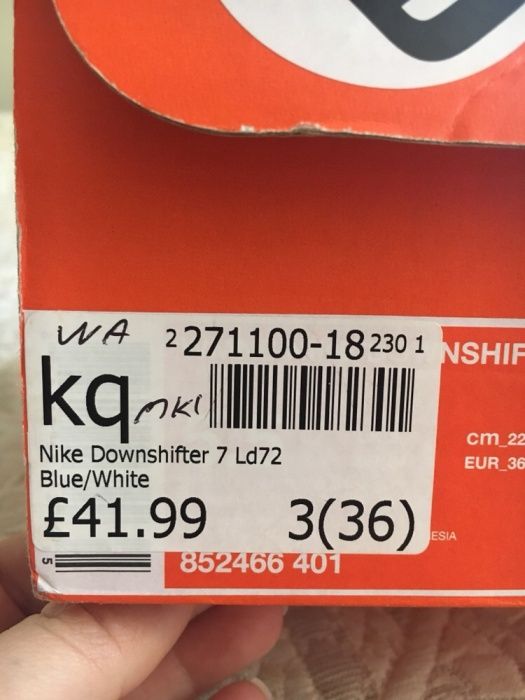 WA
2 271100-18 230 1
NSHIF
kq MK1
cm_22
Nike Downshifter 7 Ld72
EUR_36
Blue/White
£41.99 3(36)
ESIA
5
852466 401